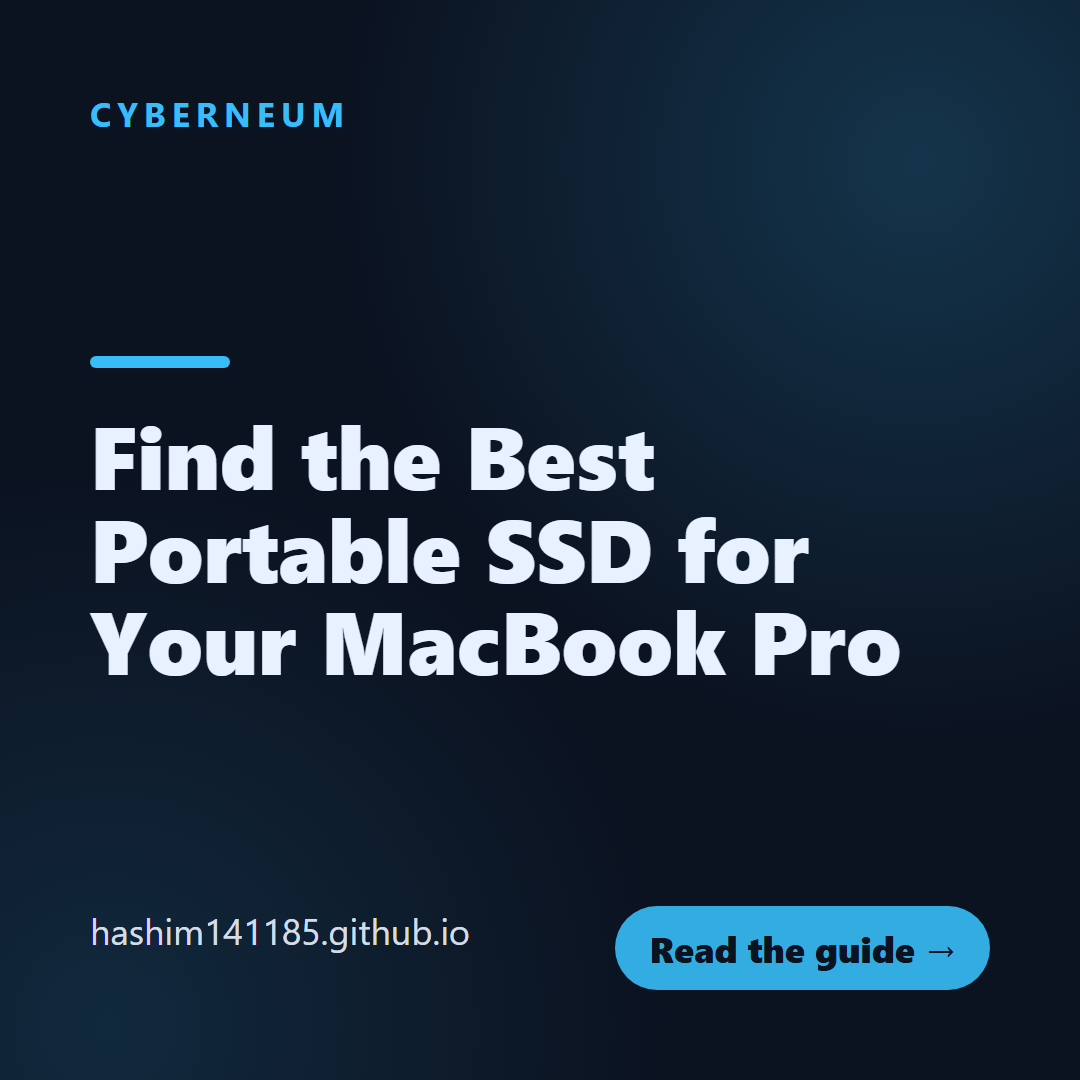 CYBERNEUM
Find the Best
Portable SSD for
Your MacBook Pro
hashim141185.github.io
Read the guide →